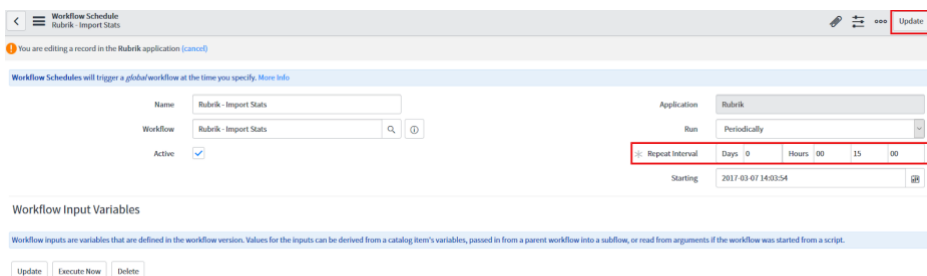 Workflow Schedule
Rubrik - Import Stats
Update
You are editing a record in the Rubrik application (cancel)
Workflow Schedules will trigger a global workflow at the time you specify. More Info
Name Rubrik - Import Stats
Application Rubrik
Workflow Rubrik - Import Stats
Run Periodically
Active
Repeat Interval Days 0 Hours 00 15 00
Starting 2017-03-07 14:03:54
Workflow Input Variables
Workflow inputs are variables that are defined in the workflow version. Values for the inputs can be derived from a catalog item's variables, passed in from a parent workflow into a subflow, or read from arguments if the workflow was started from a script.
Update Execute Now Delete